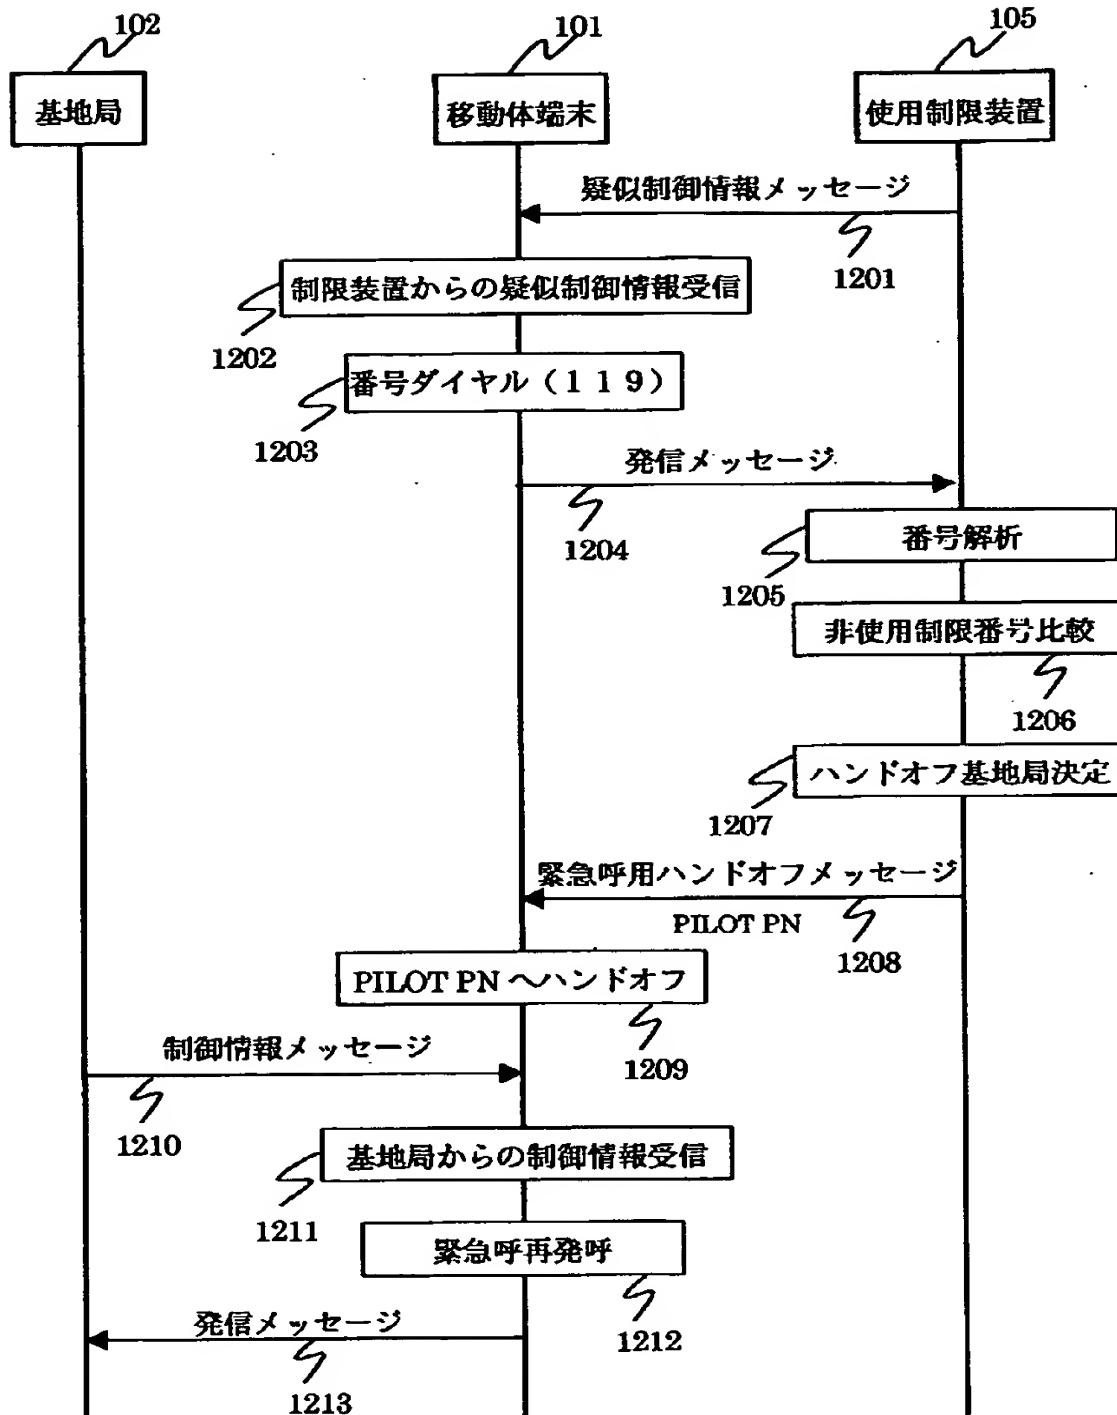 102
101
105
基地局
移動体端末
使用制限装置
疑似制御情報メッセージ
1201
制限装置からの疑似制御情報受信
1202
番号ダイヤル（１１９）
1203
発信メッセージ
1204
番号解析
1205
非使用制限番号比較
1206
ハンドオフ基地局決定
1207
緊急呼用ハンドオフメッセージ
PILOT PN
1208
PILOT PN へハンドオフ
1209
制御情報メッセージ
1210
基地局からの制御情報受信
1211
緊急呼再発呼
1212
発信メッセージ
1213